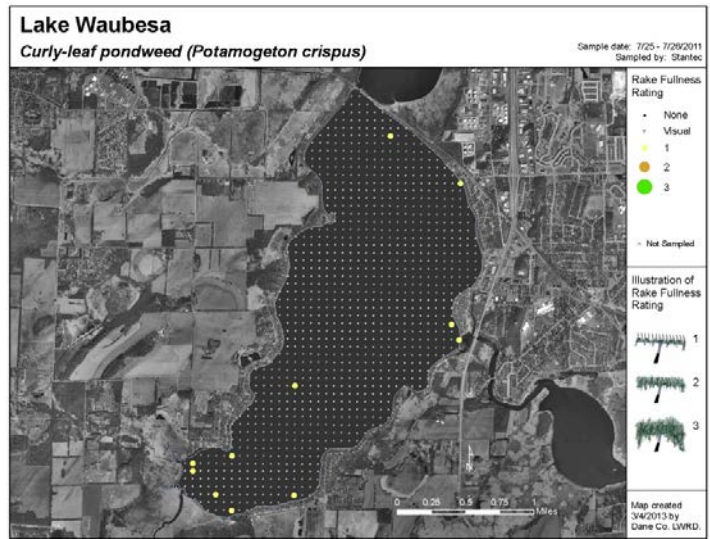 Lake Waubesa
Curly-leaf pondweed (Potamogeton crispus)
Sample date: 7/25 - 7/26/2011
Sampled by: Stantec
Rake Fullness
Rating
None
Visual
1
2
3
Not Sampled
Illustration of
Rake Fullness
Rating
1
2
3
N
0 0.25 0.5 0.75 1
Miles
Map created
3/4/2013 by
Dane Co. LWRD.